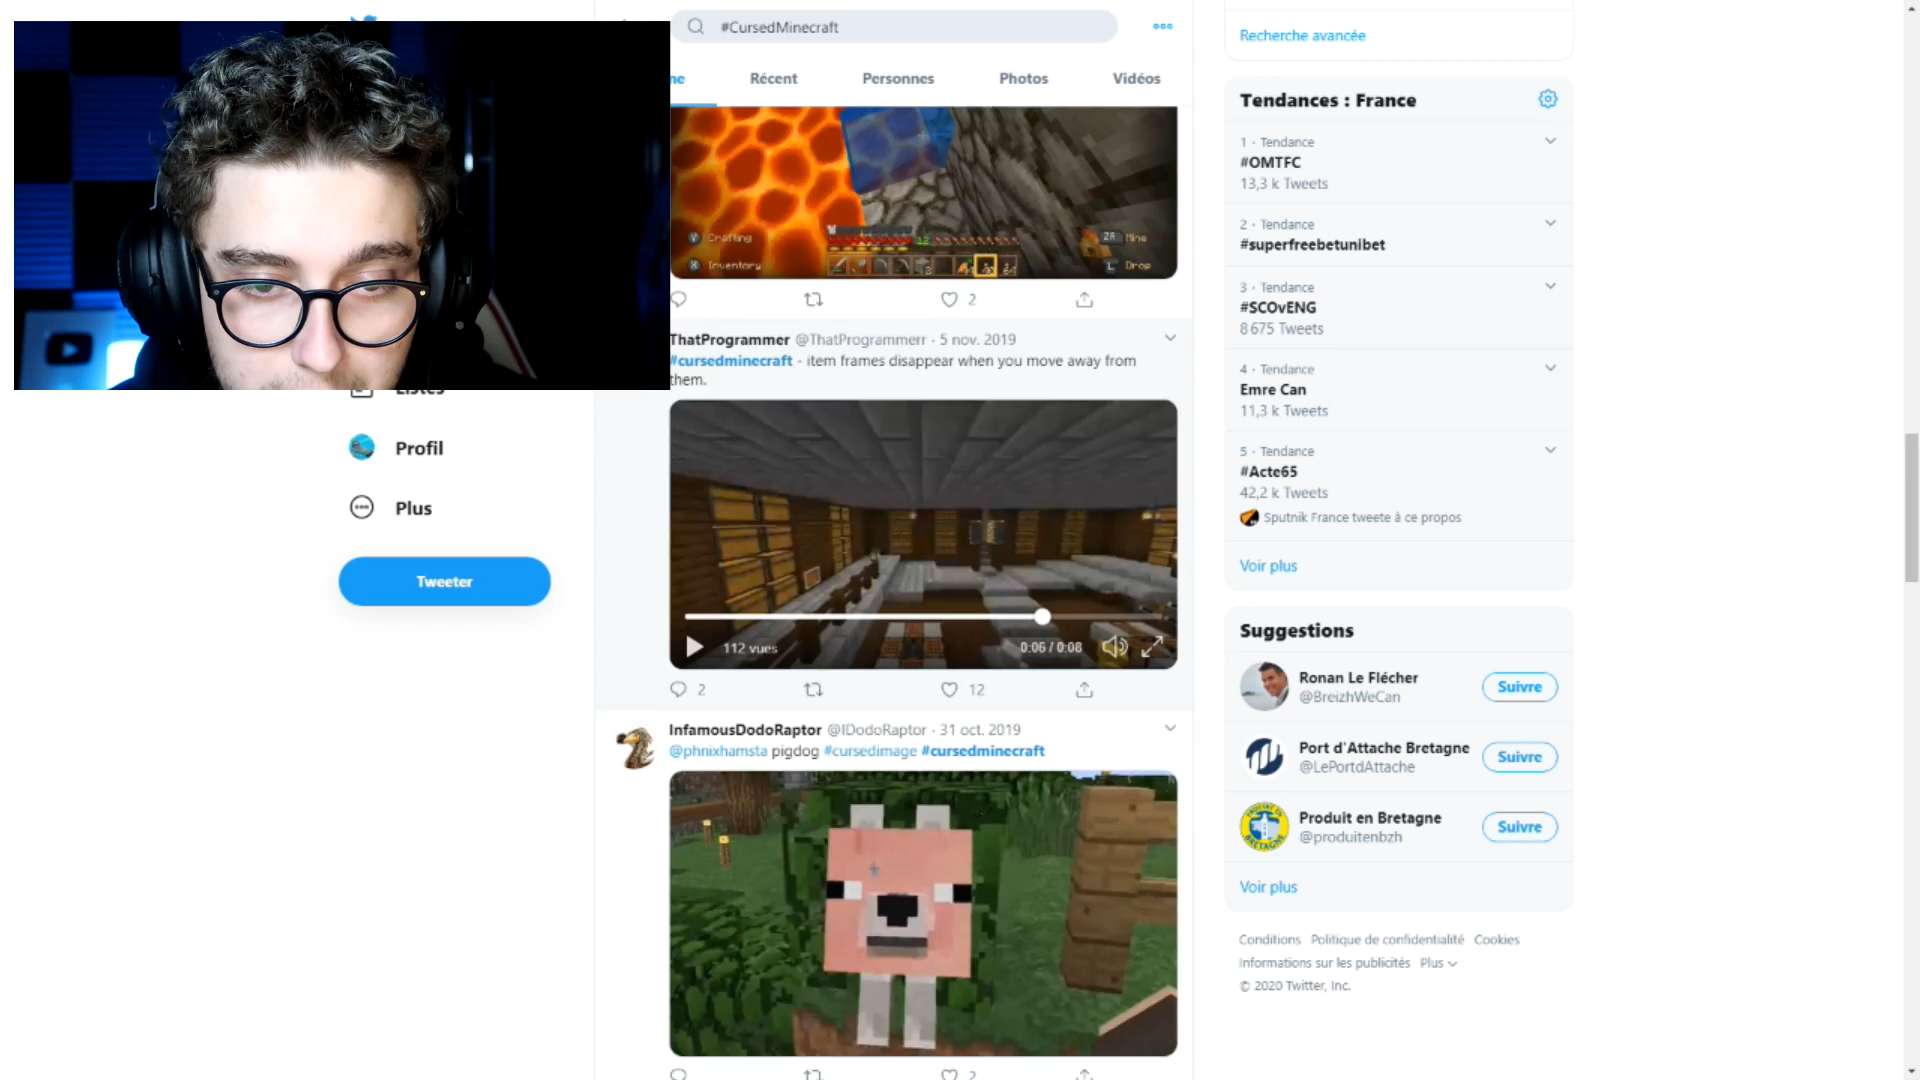 #CursedMinecraft
Récent
Personnes
Photos
Vidéos
Crafting
Inventory
12
ZR Mine
L Drop
2
ThatProgrammer @ThatProgrammerr · 5 nov. 2019
#cursedminecraft - item frames disappear when you move away from
them.
112 vues
0:06 / 0:08
2
12
InfamousDodoRaptor @IDodoRaptor · 31 oct. 2019
@phnixhamsta pigdog #cursedimage #cursedminecraft
2
Listes
Profil
Plus
Tweeter
Recherche avancée
Tendances : France
1 · Tendance
#OMTFC
13,3 k Tweets
2 · Tendance
#superfreebetunibet
3 · Tendance
#SCOvENG
8 675 Tweets
4 · Tendance
Emre Can
11,3 k Tweets
5 · Tendance
#Acte65
42,2 k Tweets
Sputnik France tweete à ce propos
Voir plus
Suggestions
Ronan Le Flécher
@BreizhWeCan
Suivre
Port d'Attache Bretagne
@LePortdAttache
Suivre
Produit en Bretagne
@produitenbzh
Suivre
Voir plus
Conditions Politique de confidentialité Cookies
Informations sur les publicités Plus
© 2020 Twitter, Inc.